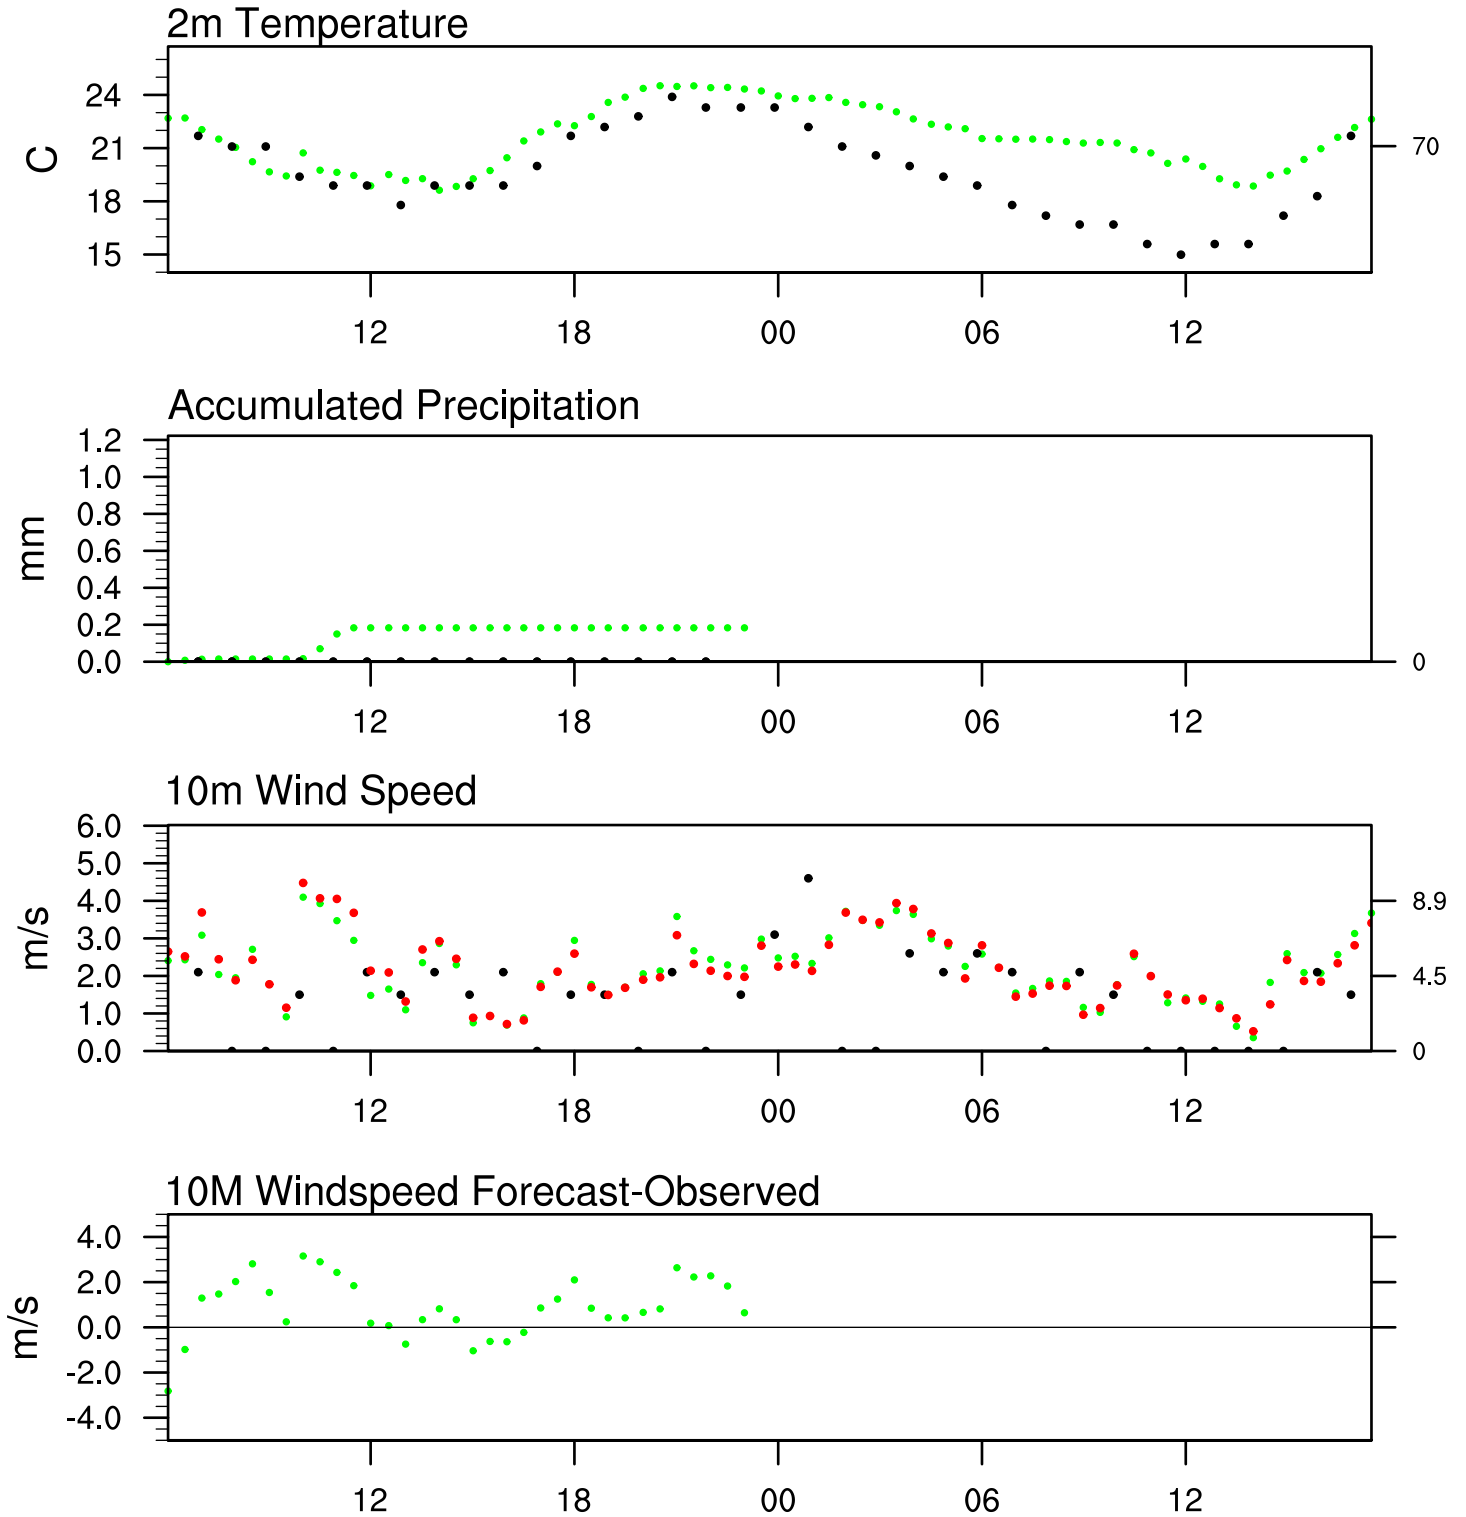 2m Temperature
24
21
18
15
C
70
12 18 00 06 12
Accumulated Precipitation
1.2
1.0
0.8
0.6
0.4
0.2
0.0
mm
0
12 18 00 06 12
10m Wind Speed
6.0
5.0
4.0
3.0
2.0
1.0
0.0
m/s
8.9
4.5
0
12 18 00 06 12
10M Windspeed Forecast-Observed
4.0
2.0
0.0
-2.0
-4.0
m/s
12 18 00 06 12